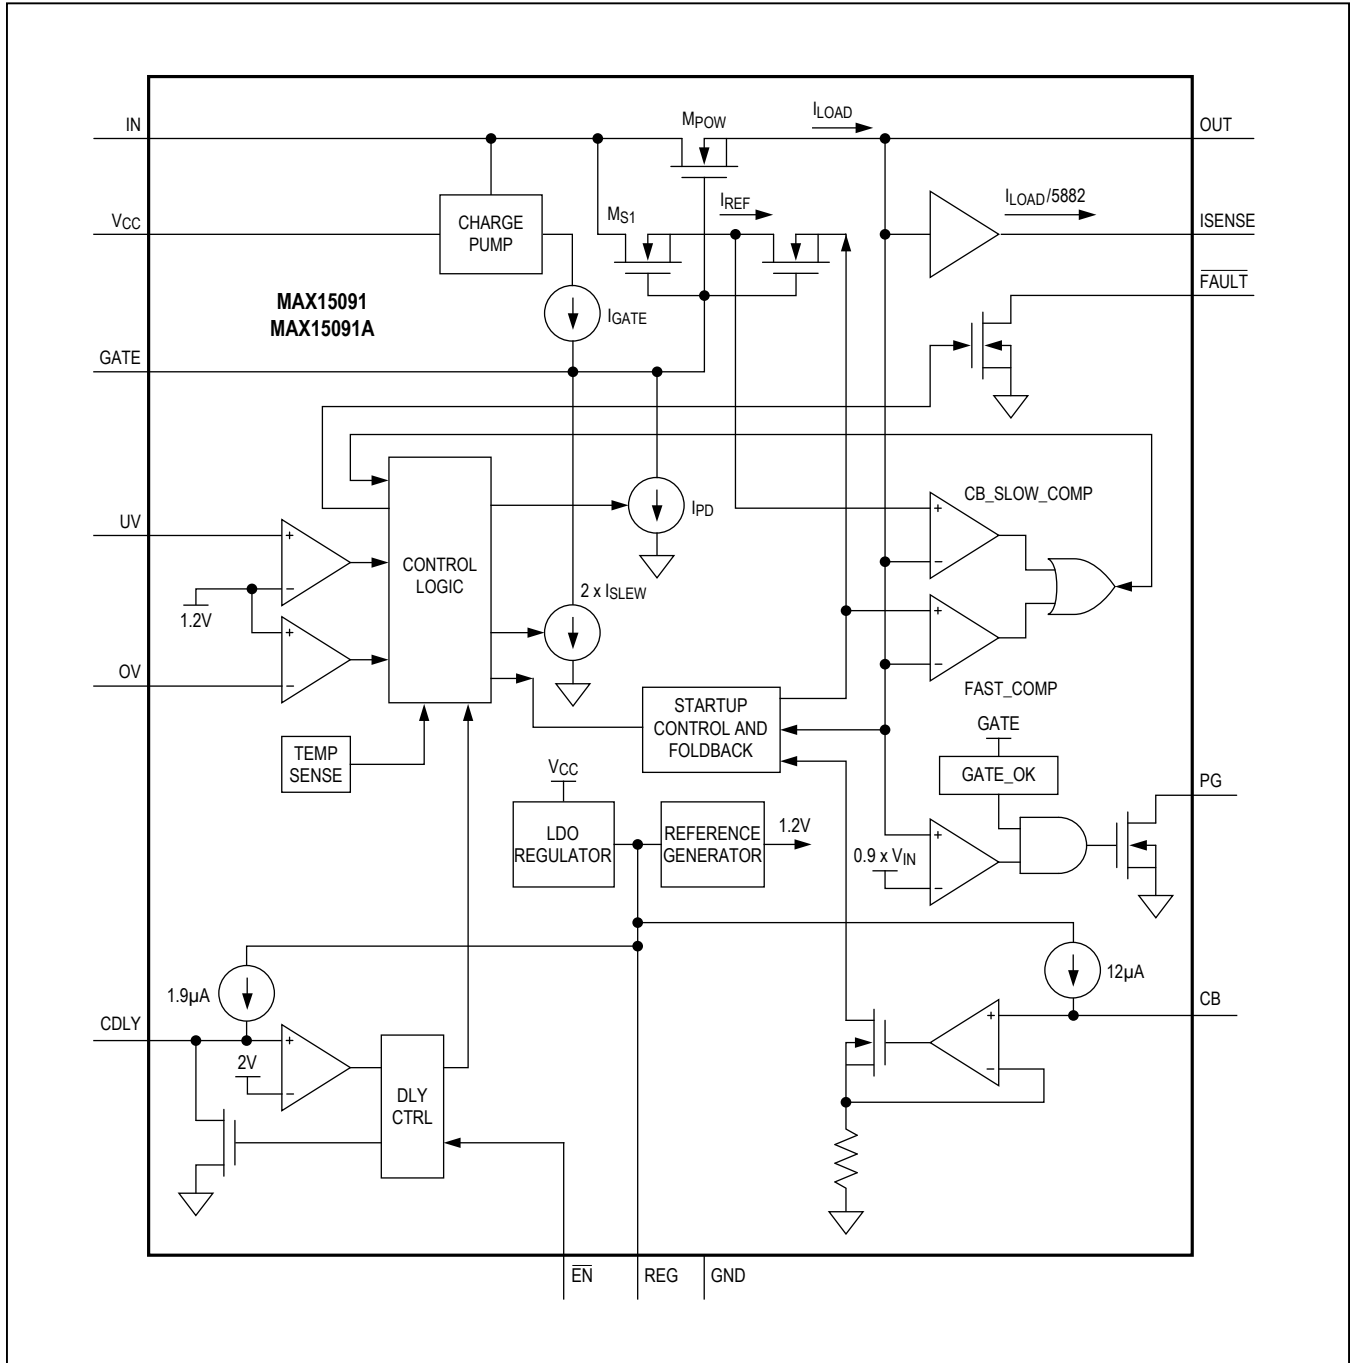 IN
MPOW
ILOAD
OUT
VCC
CHARGE
PUMP
MS1
IREF
ILOAD/5882
ISENSE
FAULT
MAX15091
MAX15091A
IGATE
GATE
UV
+
−
1.2V
OV
+
−
CONTROL
LOGIC
IPD
2 x ISLEW
CB_SLOW_COMP
+
−
+
−
FAST_COMP
TEMP
SENSE
STARTUP
CONTROL AND
FOLDBACK
GATE
GATE_OK
PG
VCC
LDO
REGULATOR
REFERENCE
GENERATOR
1.2V
0.9 x VIN
+
−
1.9µA
12µA
CDLY
2V
+
−
DLY
CTRL
CB
+
−
EN
REG
GND